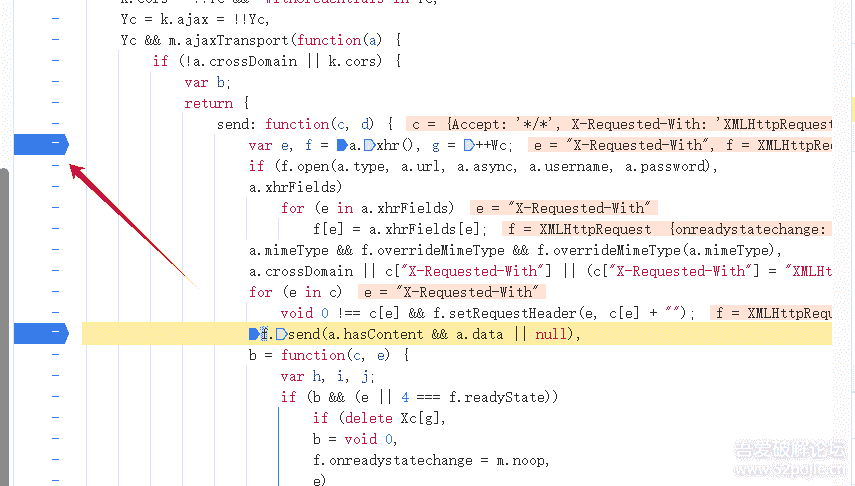 k.cors = !!Yc && "withCredentials" in Yc,
Yc = k.ajax = !!Yc,
Yc && m.ajaxTransport(function(a) {
if (!a.crossDomain || k.cors) {
var b;
return {
send: function(c, d) { c = {Accept: '*/*', X-Requested-With: 'XMLHttpRequest
var e, f = a.xhr(), g = ++Wc; e = "X-Requested-With", f = XMLHttpRe
if (f.open(a.type, a.url, a.async, a.username, a.password),
a.xhrFields)
for (e in a.xhrFields) e = "X-Requested-With"
f[e] = a.xhrFields[e]; f = XMLHttpRequest {onreadystatechange:
a.mimeType && f.overrideMimeType && f.overrideMimeType(a.mimeType),
a.crossDomain || c["X-Requested-With"] || (c["X-Requested-With"] = "XMLHt
for (e in c) e = "X-Requested-With"
void 0 !== c[e] && f.setRequestHeader(e, c[e] + ""); f = XMLHttpRequ
f.send(a.hasContent && a.data || null),
b = function(c, e) {
var h, i, j;
if (b && (e || 4 === f.readyState))
if (delete Xc[g],
b = void 0,
f.onreadystatechange = m.noop,
e)
吾爱破解论坛
www.52pojie.cn